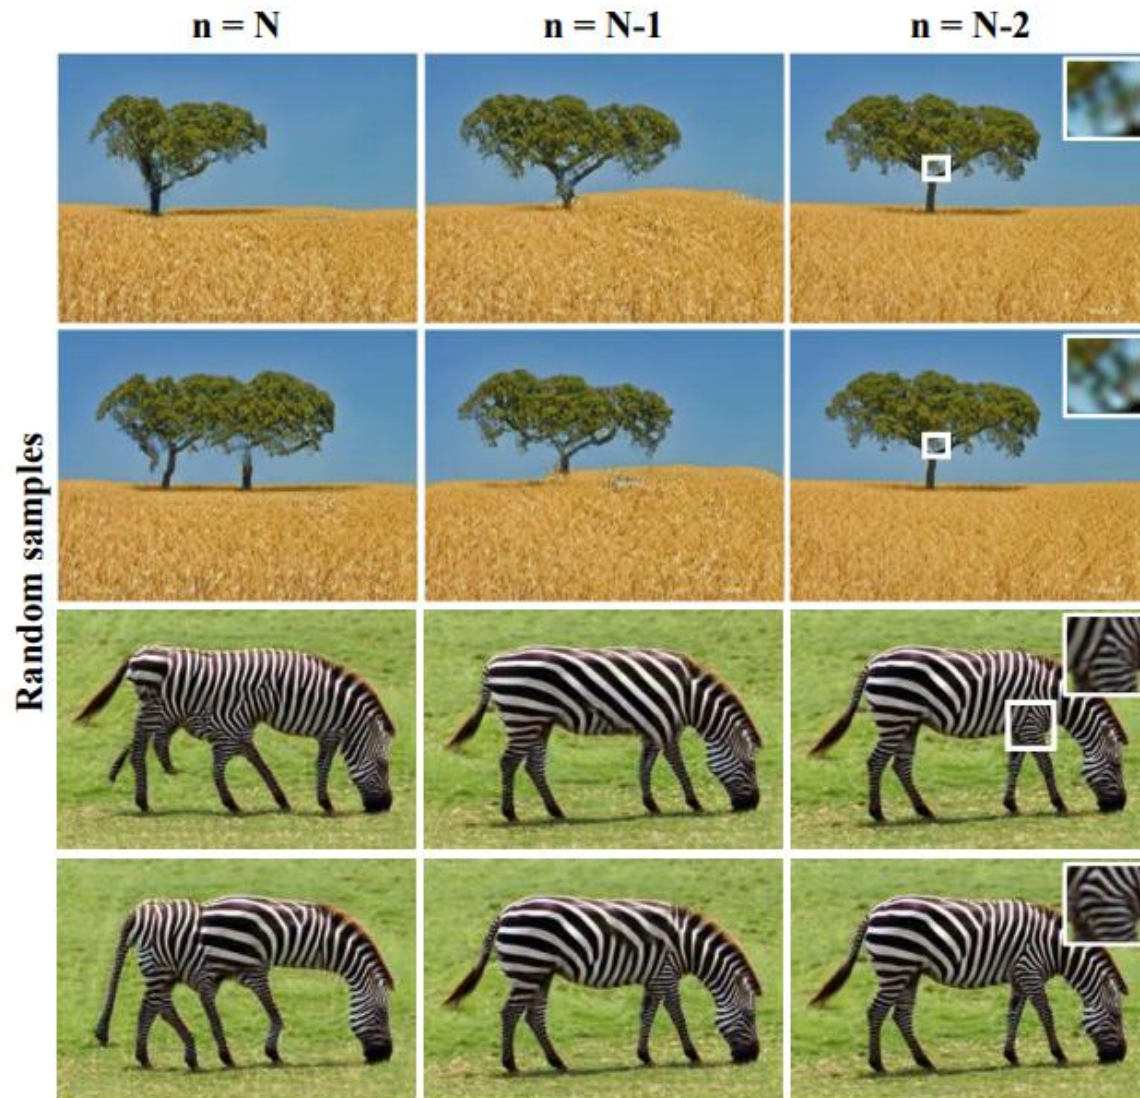 n = N
n = N-1
n = N-2
Random samples